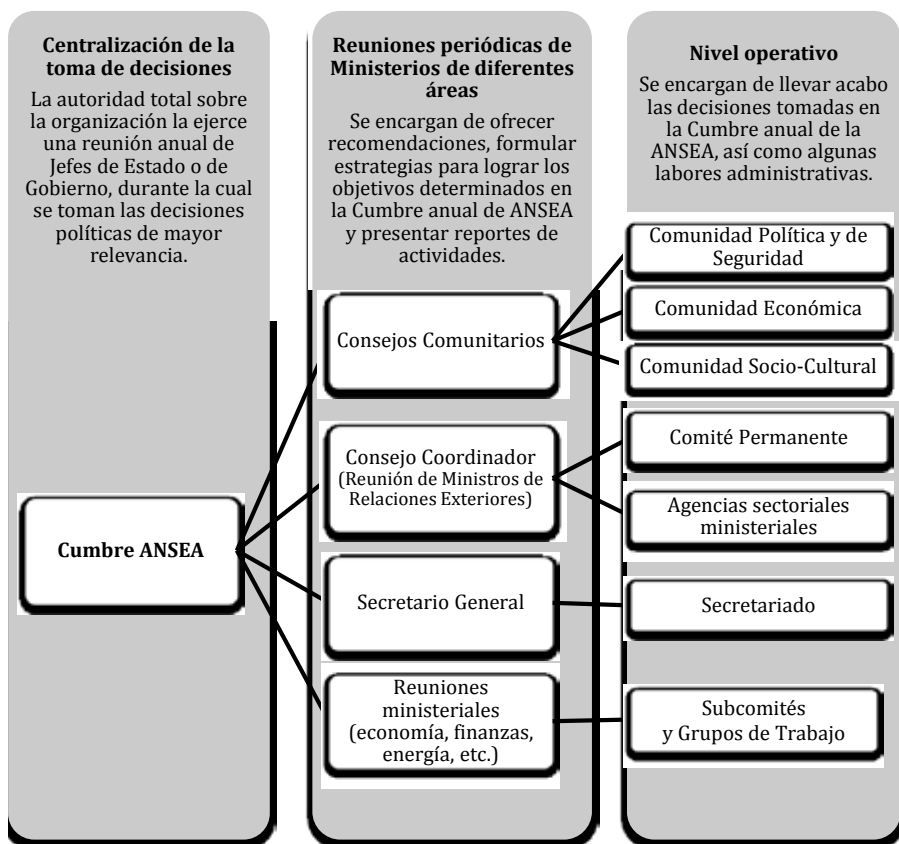 Centralización de la
toma de decisiones
La autoridad total sobre
la organización la ejerce
una reunión anual de
Jefes de Estado o de
Gobierno, durante la cual
se toman las decisiones
políticas de mayor
relevancia.
Cumbre ANSEA
Reuniones periódicas de
Ministerios de diferentes
áreas
Se encargan de ofrecer
recomendaciones, formular
estrategias para lograr los
objetivos determinados en
la Cumbre anual de ANSEA
y presentar reportes de
actividades.
Consejos Comunitarios
Consejo Coordinador
(Reunión de Ministros de
Relaciones Exteriores)
Secretario General
Reuniones
ministeriales
(economía, finanzas,
energía, etc.)
Nivel operativo
Se encargan de llevar acabo
las decisiones tomadas en
la Cumbre anual de la
ANSEA, así como algunas
labores administrativas.
Comunidad Política y de
Seguridad
Comunidad Económica
Comunidad Socio-Cultural
Comité Permanente
Agencias sectoriales
ministeriales
Secretariado
Subcomités
y Grupos de Trabajo